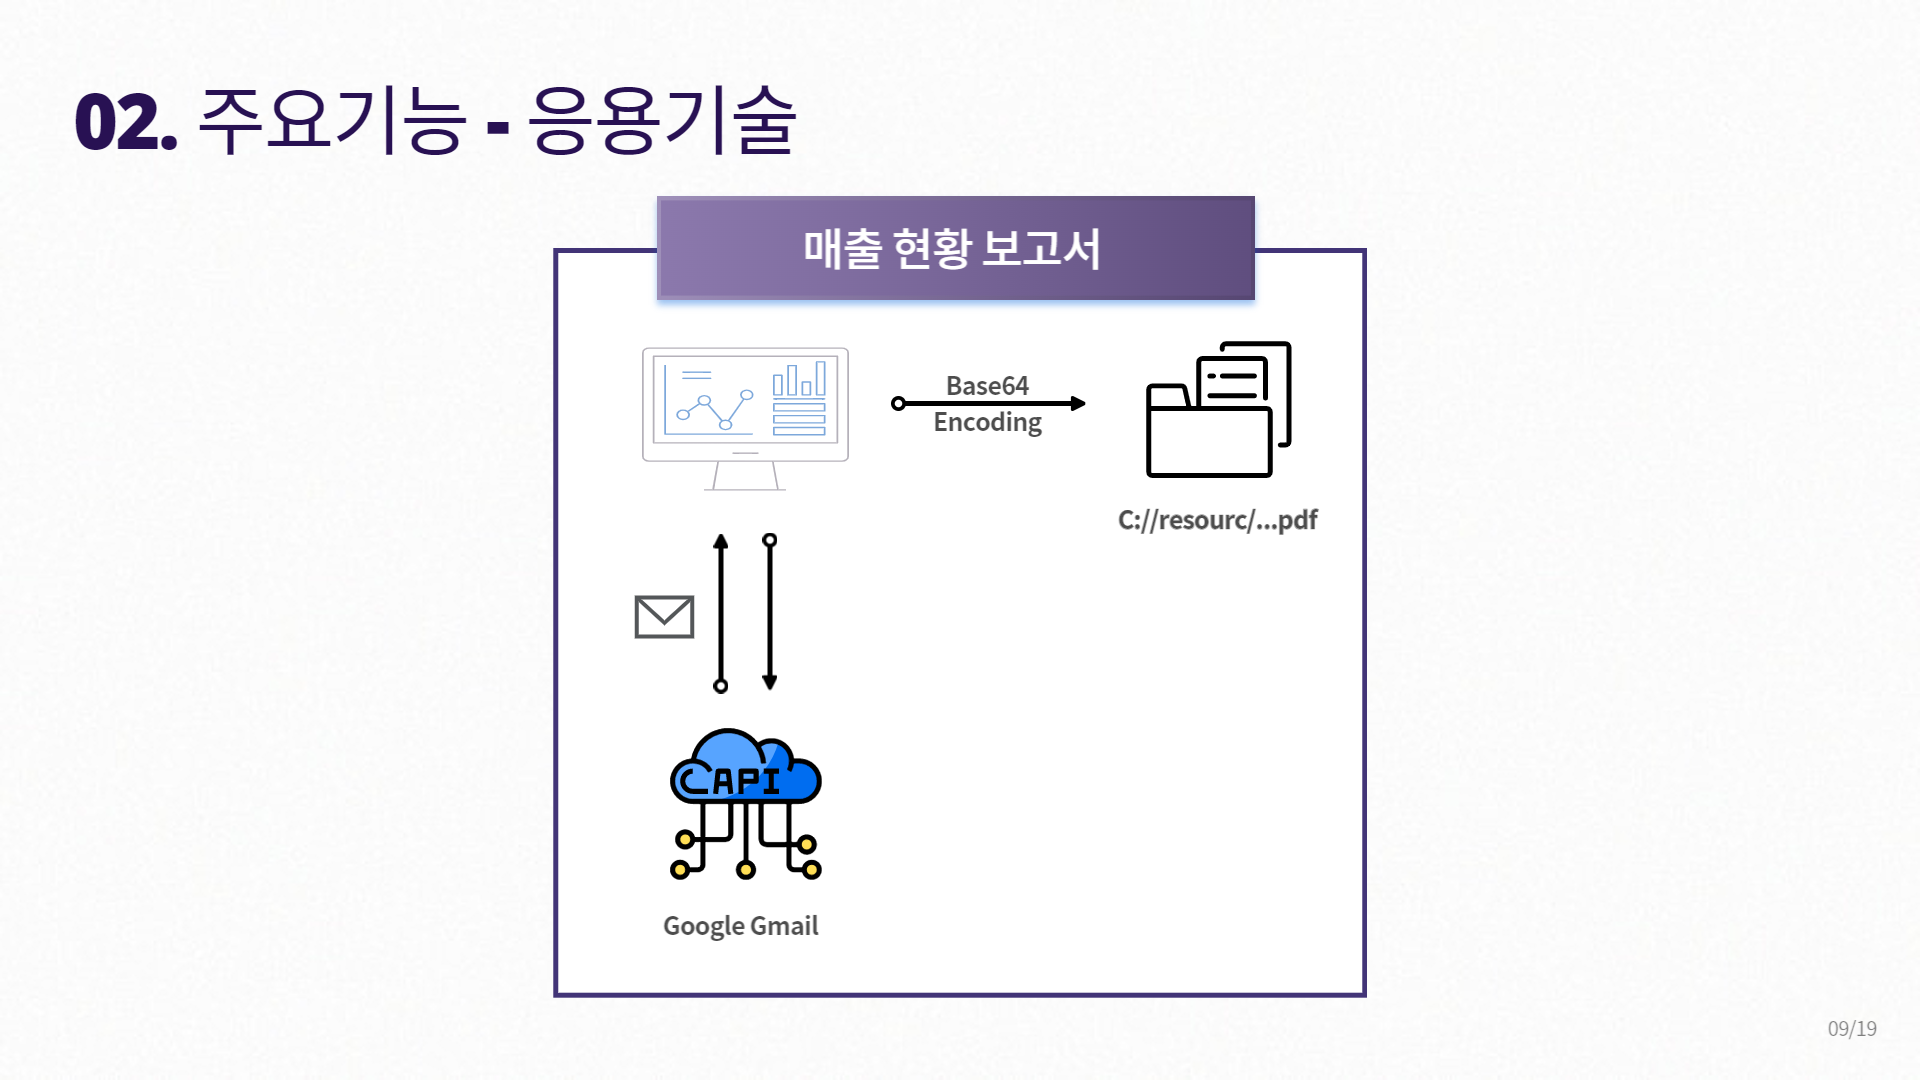 02. 주요기능 - 응용기술
매출 현황 보고서
Base64
Encoding
C://resourc/...pdf
API
Google Gmail
09/19